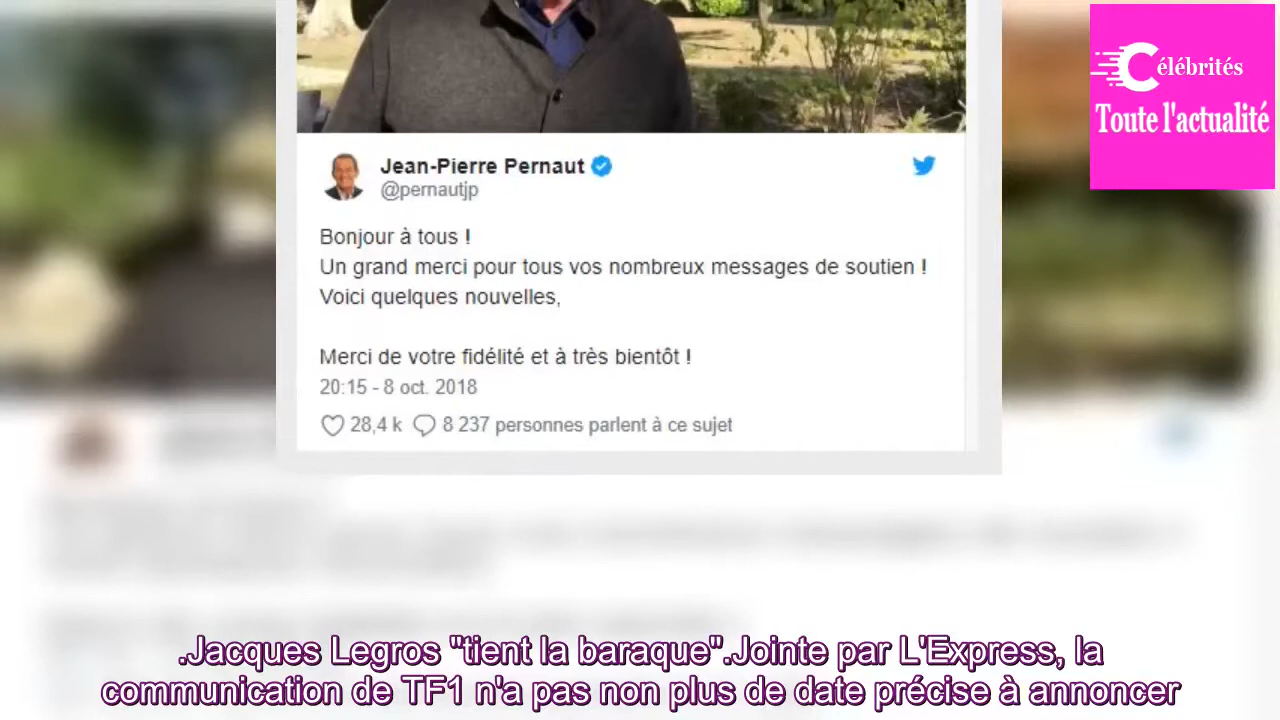 Célébrités
Toute l'actualité
Jean-Pierre Pernaut
@pernautjp
Bonjour à tous !
Un grand merci pour tous vos nombreux messages de soutien !
Voici quelques nouvelles,
Merci de votre fidélité et à très bientôt !
20:15 - 8 oct. 2018
28,4 k 8 237 personnes parlent à ce sujet
.Jacques Legros "tient la baraque".Jointe par L'Express, la
communication de TF1 n'a pas non plus de date précise à annoncer